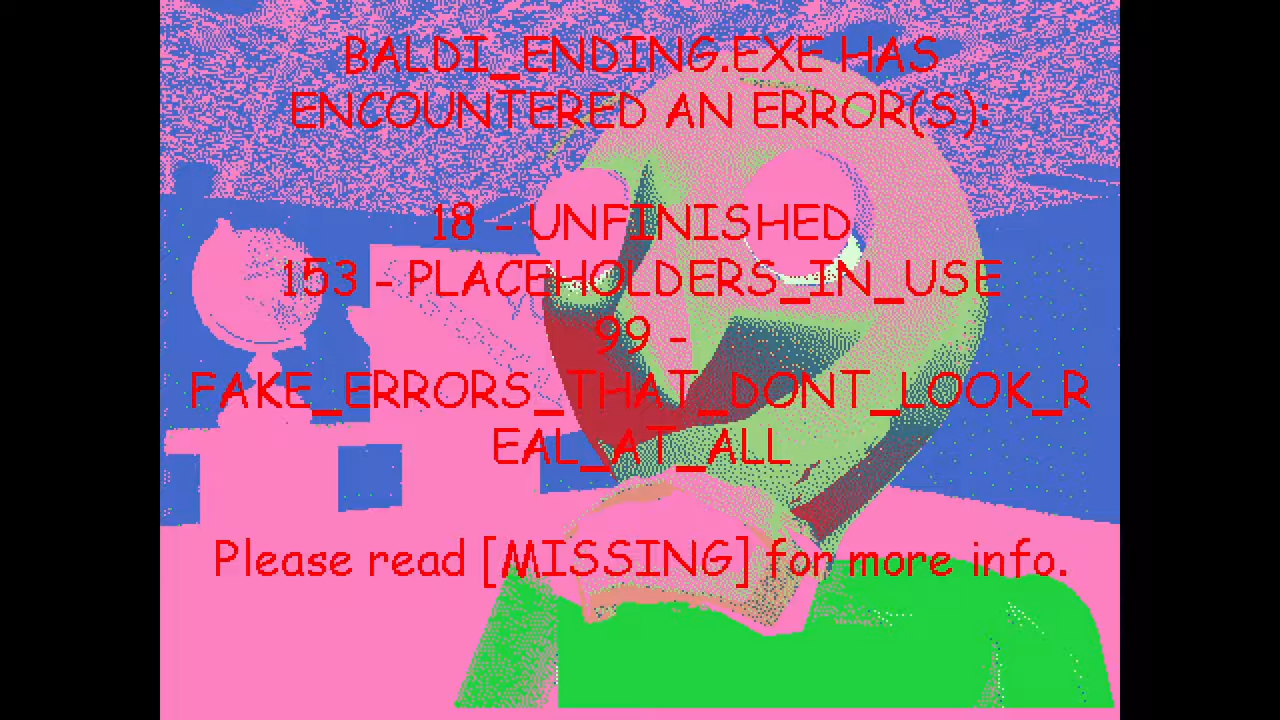 BALDI_ENDING.EXE HAS
ENCOUNTERED AN ERROR(S):
18 - UNFINISHED
153 - PLACEHOLDERS_IN_USE
99 -
FAKE_ERRORS_THAT_DONT_LOOK_R
EAL_AT_ALL
Please read [MISSING] for more info.